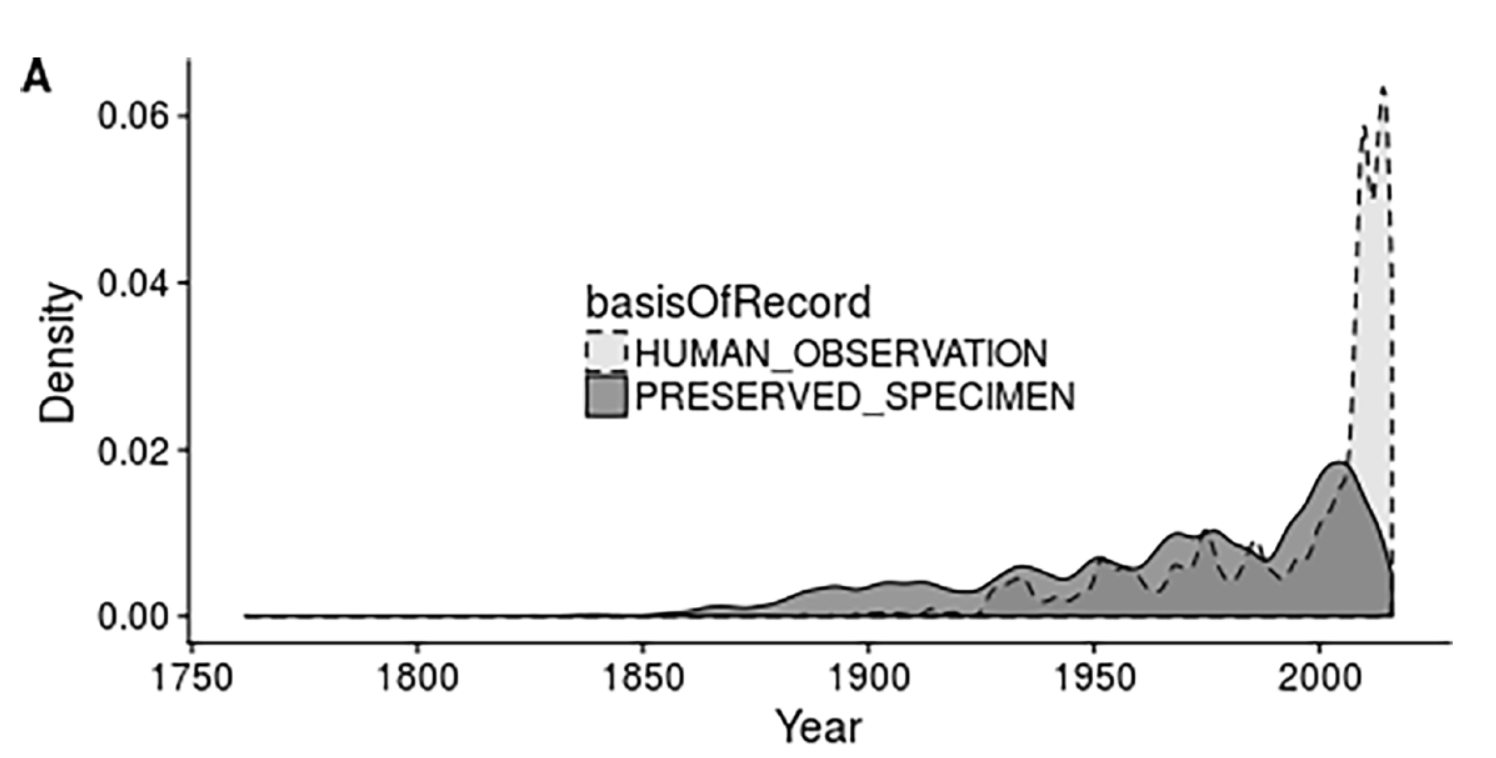 A
0.06
0.04
0.02
0.00
Density
basisOfRecord
HUMAN_OBSERVATION
PRESERVED_SPECIMEN
1750 1800 1850 1900 1950 2000
Year